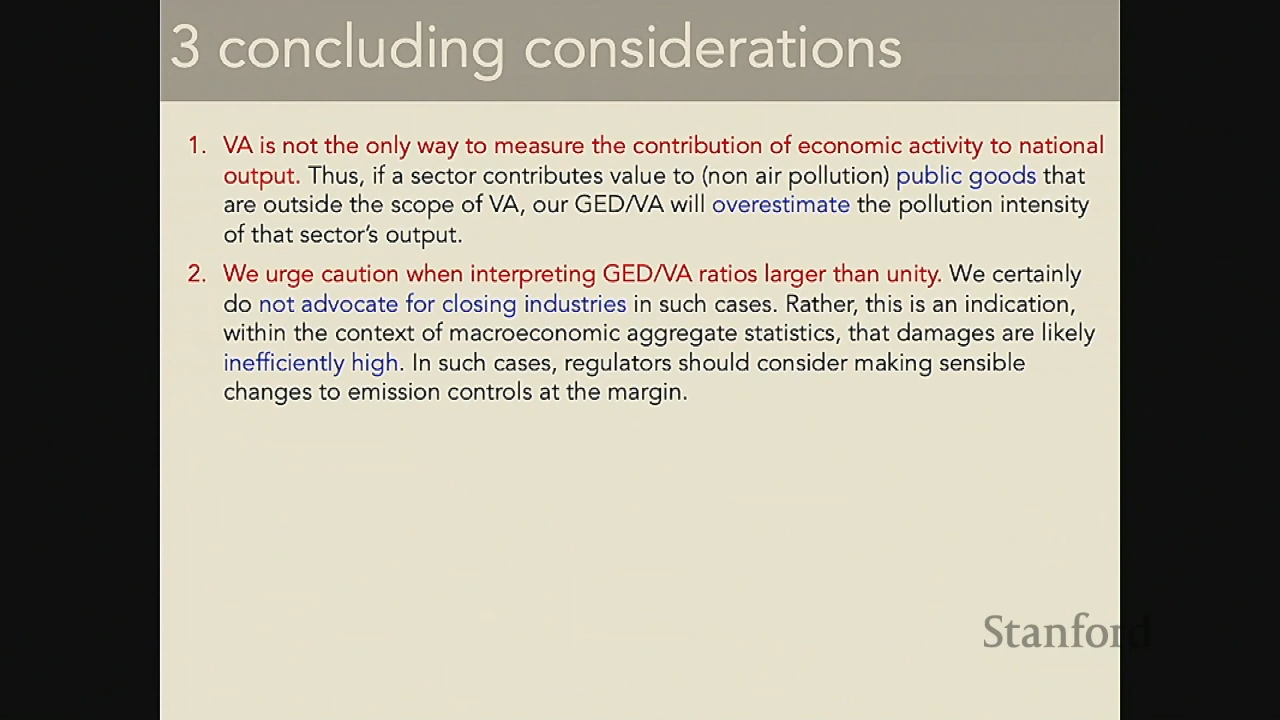 3 concluding considerations
1. VA is not the only way to measure the contribution of economic activity to national
output. Thus, if a sector contributes value to (non air pollution) public goods that
are outside the scope of VA, our GED/VA will overestimate the pollution intensity
of that sector's output.
2. We urge caution when interpreting GED/VA ratios larger than unity. We certainly
do not advocate for closing industries in such cases. Rather, this is an indication,
within the context of macroeconomic aggregate statistics, that damages are likely
inefficiently high. In such cases, regulators should consider making sensible
changes to emission controls at the margin.
Stanford